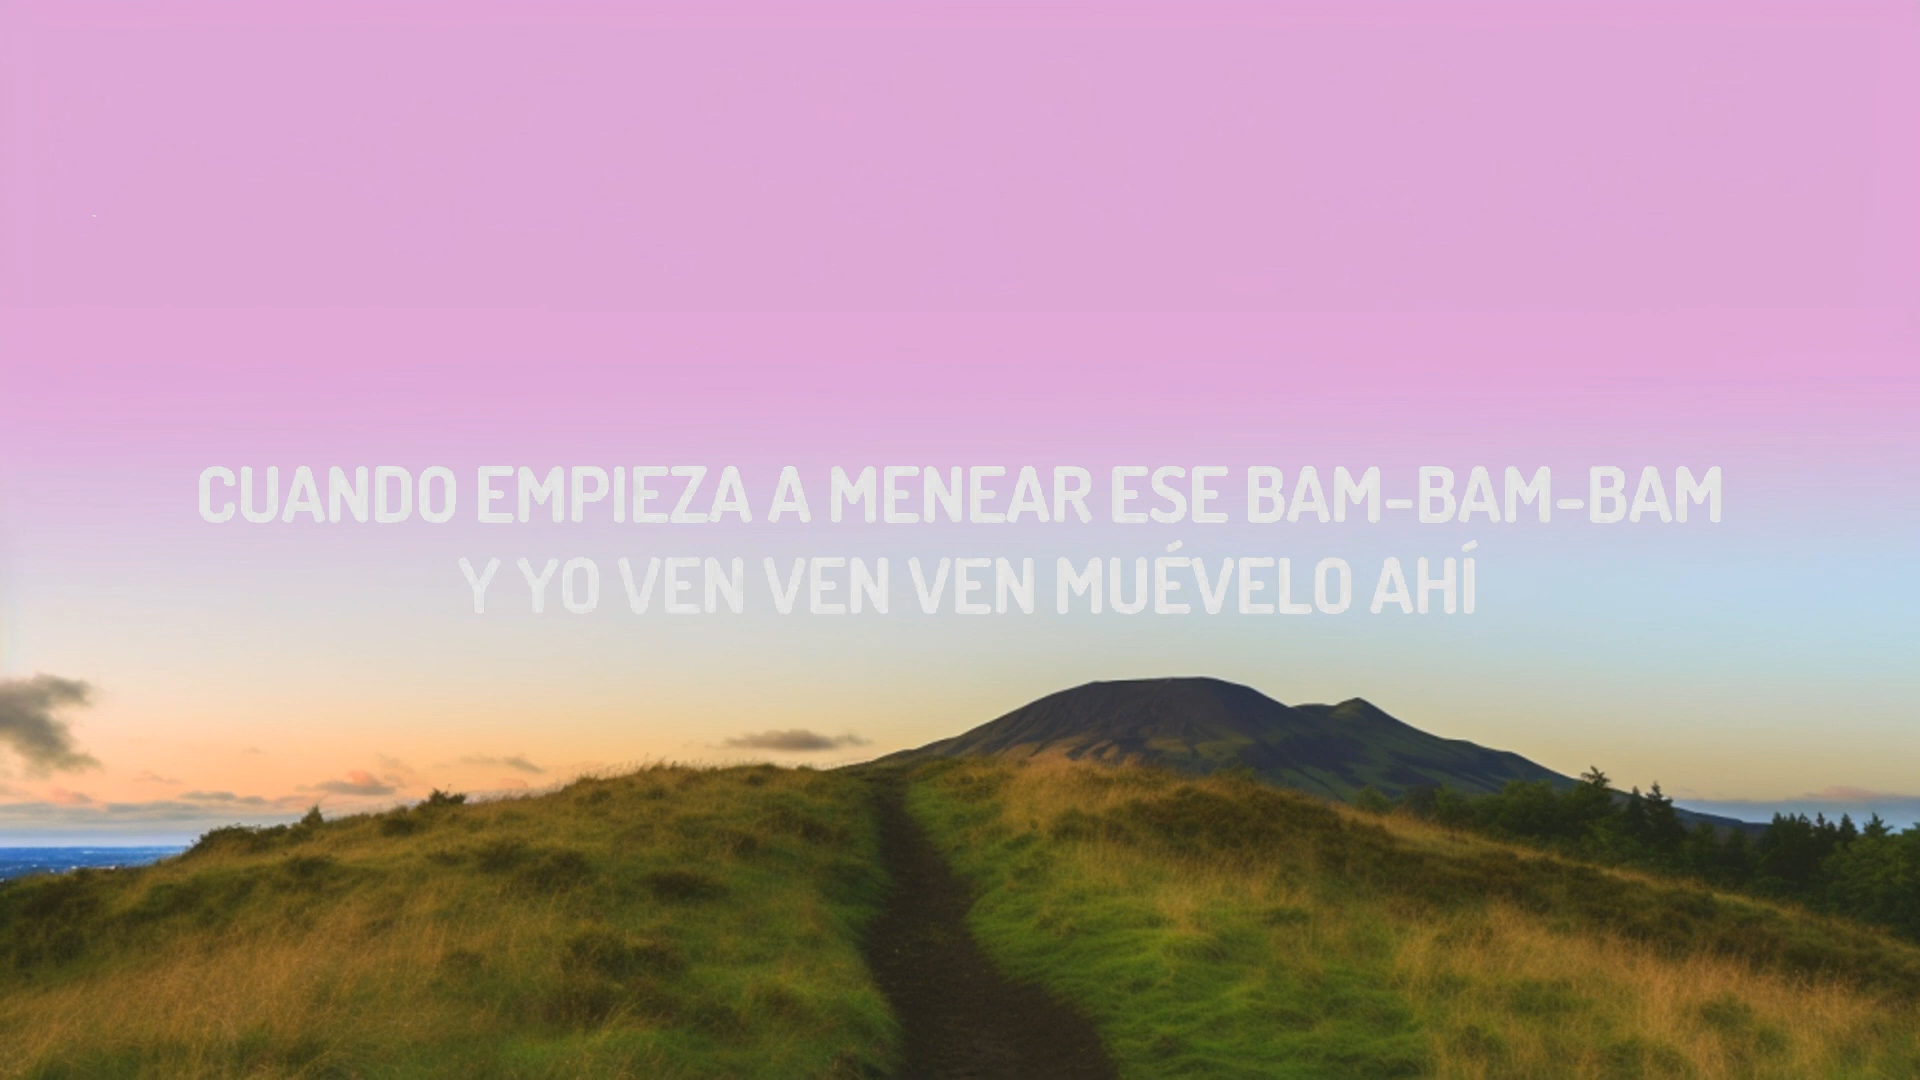 CUANDO EMPIEZA A MENEAR ESE BAM-BAM-BAM
Y YO VEN VEN VEN MUÉVELO AHÍ